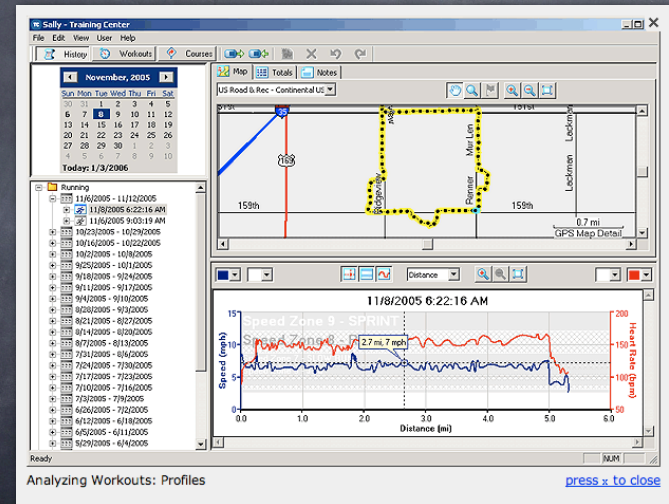 Sally - Training Center
File Edit View User Help
History Workouts Courses
November, 2005
Sun Mon Tue Wed Thu Fri Sat
30 31 1 2 3 4 5
6 7 8 9 10 11 12
13 14 15 16 17 18 19
20 21 22 23 24 25 26
27 28 29 30 1 2 3
4 5 6 7 8 9 10
Today: 1/3/2006
Running
11/6/2005 - 11/12/2005
11/8/2005 6:22:16 AM
11/6/2005 9:03:19 AM
10/23/2005 - 10/29/2005
10/16/2005 - 10/22/2005
10/2/2005 - 10/8/2005
9/25/2005 - 10/1/2005
9/18/2005 - 9/24/2005
9/11/2005 - 9/17/2005
9/4/2005 - 9/10/2005
8/28/2005 - 9/3/2005
8/21/2005 - 8/27/2005
8/14/2005 - 8/20/2005
8/7/2005 - 8/13/2005
7/31/2005 - 8/6/2005
7/24/2005 - 7/30/2005
7/17/2005 - 7/23/2005
7/10/2005 - 7/16/2005
7/3/2005 - 7/9/2005
6/26/2005 - 7/2/2005
6/12/2005 - 6/18/2005
6/5/2005 - 6/11/2005
5/29/2005 - 6/4/2005
Map Totals Notes
US Road & Rec - Continental US
151st
35
169
Mur Len
Lackman
Ridgeview
Penner
Lackman
159th
159th
0.7 mi
GPS Map Detail
Distance
11/8/2005 6:22:16 AM
Speed Zone 9 - SPRINT
Speed Zone 8
2.7 mi, 7 mph
Speed (mph)
15
10
5
0
Heart Rate (bpm)
200
150
100
50
0.0 1.0 2.0 3.0 4.0 5.0 6.0
Distance (mi)
Ready
NUM
Analyzing Workouts: Profiles
press x to close